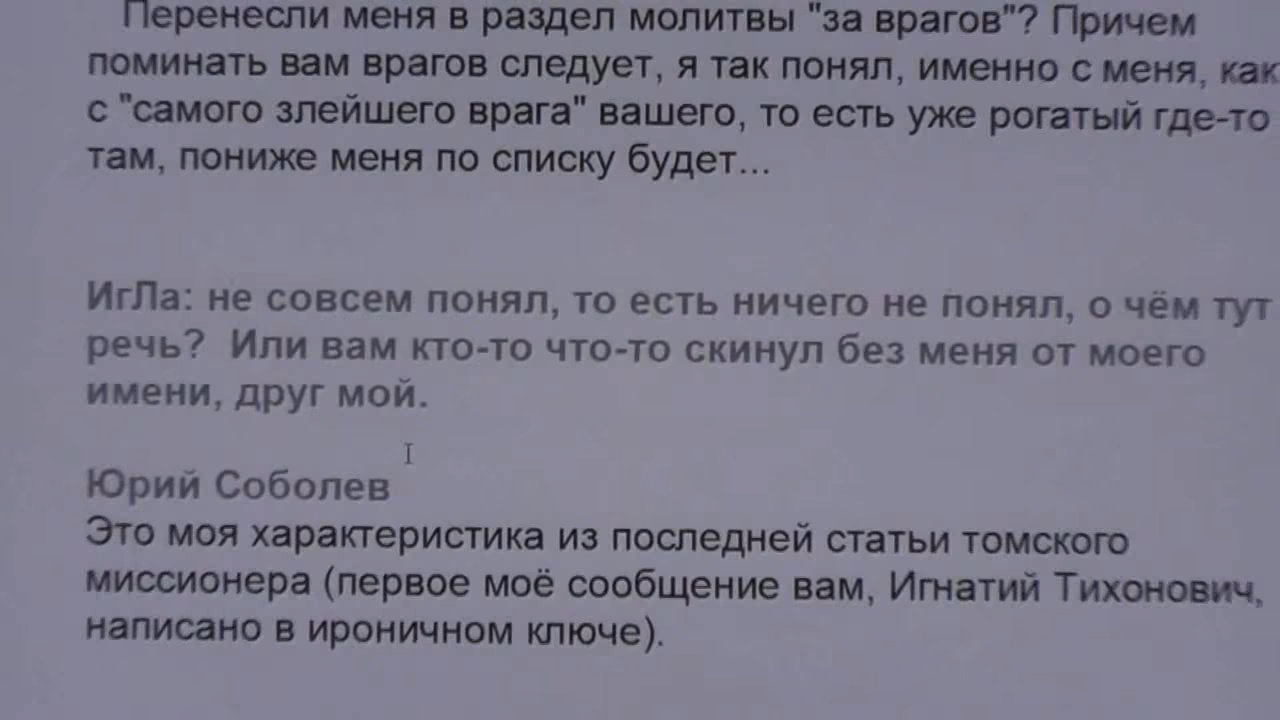 Перенесли меня в раздел молитвы "за врагов"? Причем
поминать вам врагов следует, я так понял, именно с меня, как
с "самого злейшего врага" вашего, то есть уже рогатый где-то
там, пониже меня по списку будет...
ИгЛа: не совсем понял, то есть ничего не понял, о чём тут
речь? Или вам кто-то что-то скинул без меня от моего
имени, друг мой.
Юрий Соболев
Это моя характеристика из последней статьи томского
миссионера (первое моё сообщение вам, Игнатий Тихонович,
написано в ироничном ключе).